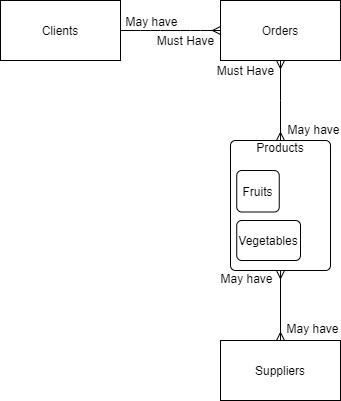 Clients
May have
Must Have
Orders
Must Have
May have
Products
Fruits
Vegetables
May have
May have
Suppliers